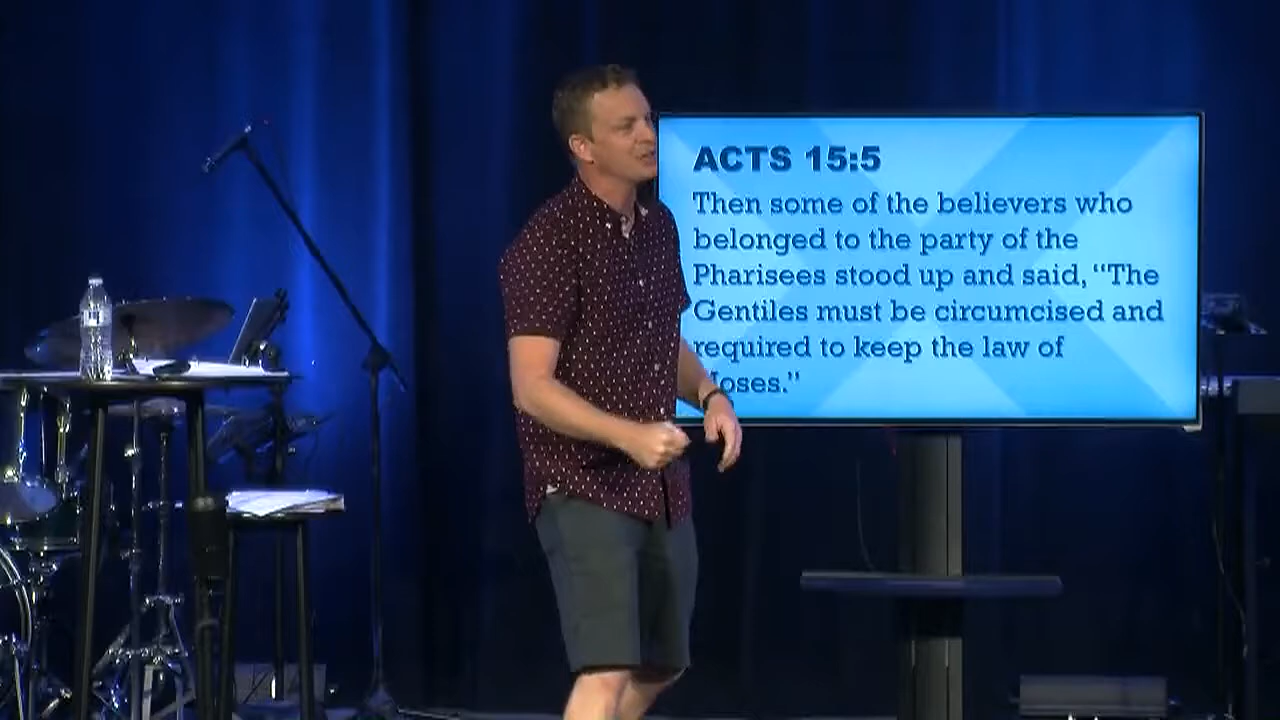 ACTS 15:5
Then some of the believers who
belonged to the party of the
Pharisees stood up and said, “The
Gentiles must be circumcised and
required to keep the law of
Moses.”